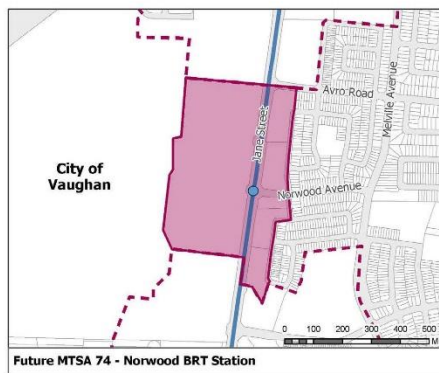 Avro Road
Melville Avenue
Jane Street
City of
Vaughan
Norwood Avenue
0 100 200 300 400 500
M
Future MTSA 74 - Norwood BRT Station